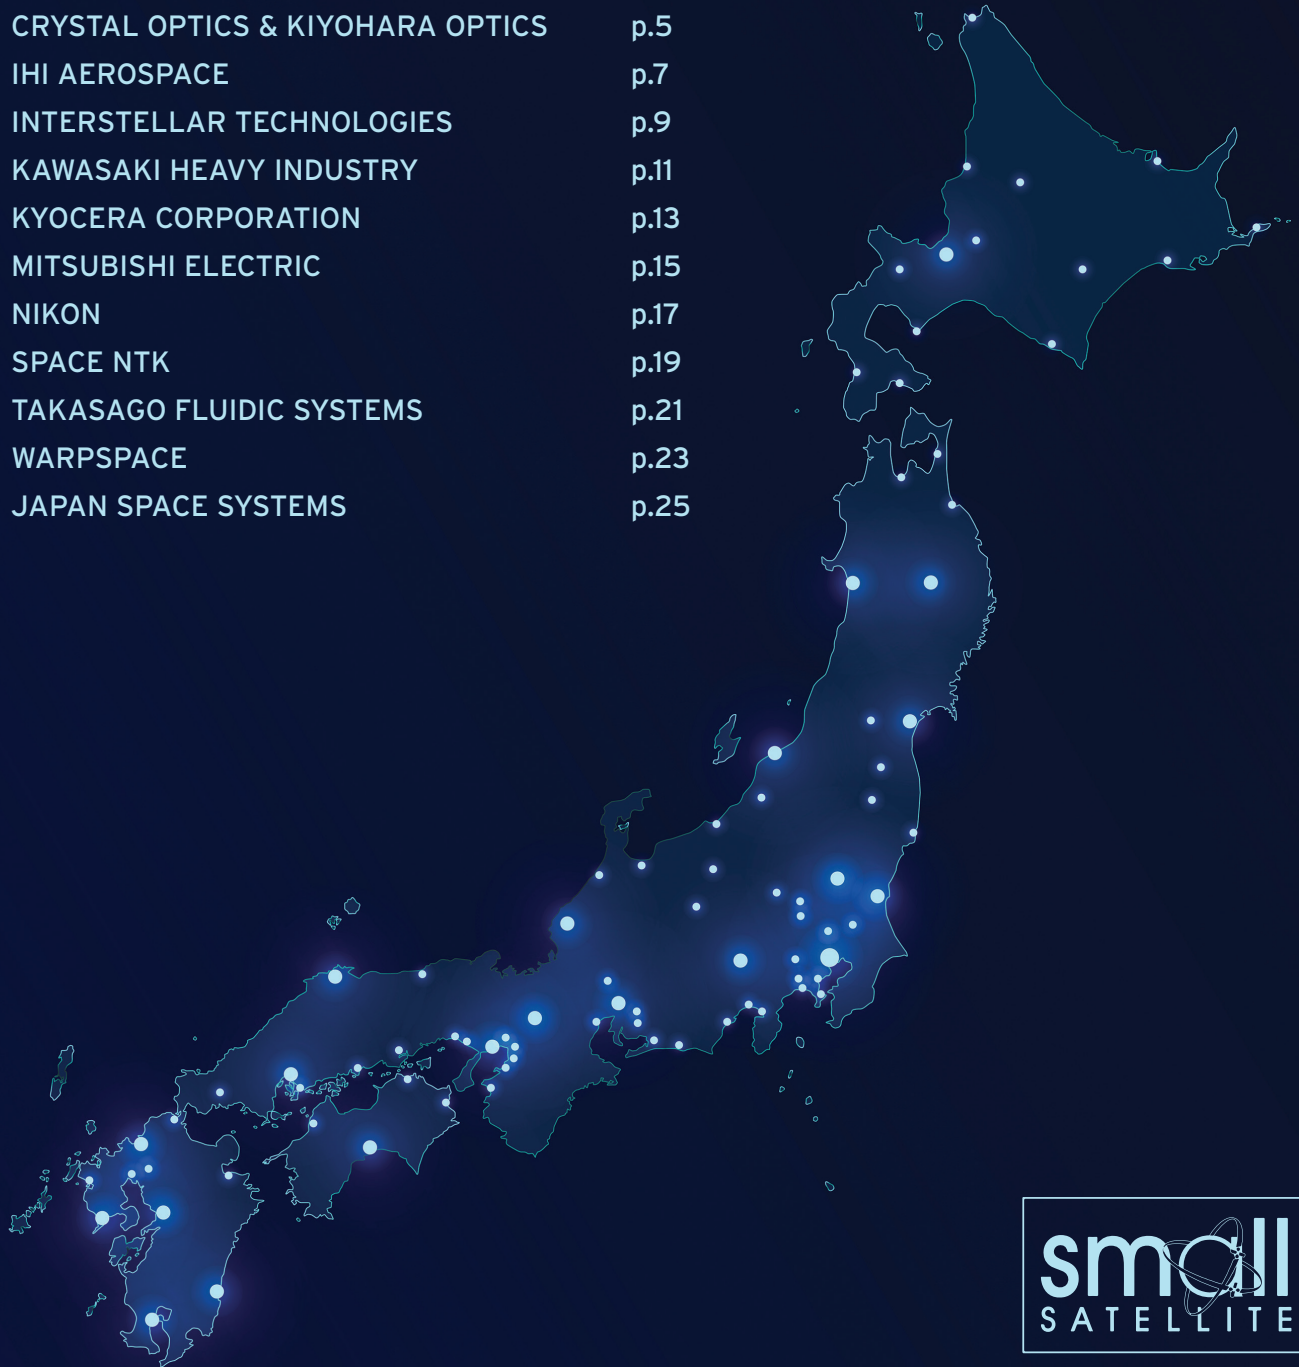 CRYSTAL OPTICS & KIYOHARA OPTICS p.5
IHI AEROSPACE p.7
INTERSTELLAR TECHNOLOGIES p.9
KAWASAKI HEAVY INDUSTRY p.11
KYOCERA CORPORATION p.13
MITSUBISHI ELECTRIC p.15
NIKON p.17
SPACE NTK p.19
TAKASAGO FLUIDIC SYSTEMS p.21
WARPSPACE p.23
JAPAN SPACE SYSTEMS p.25
small
SATELLITE